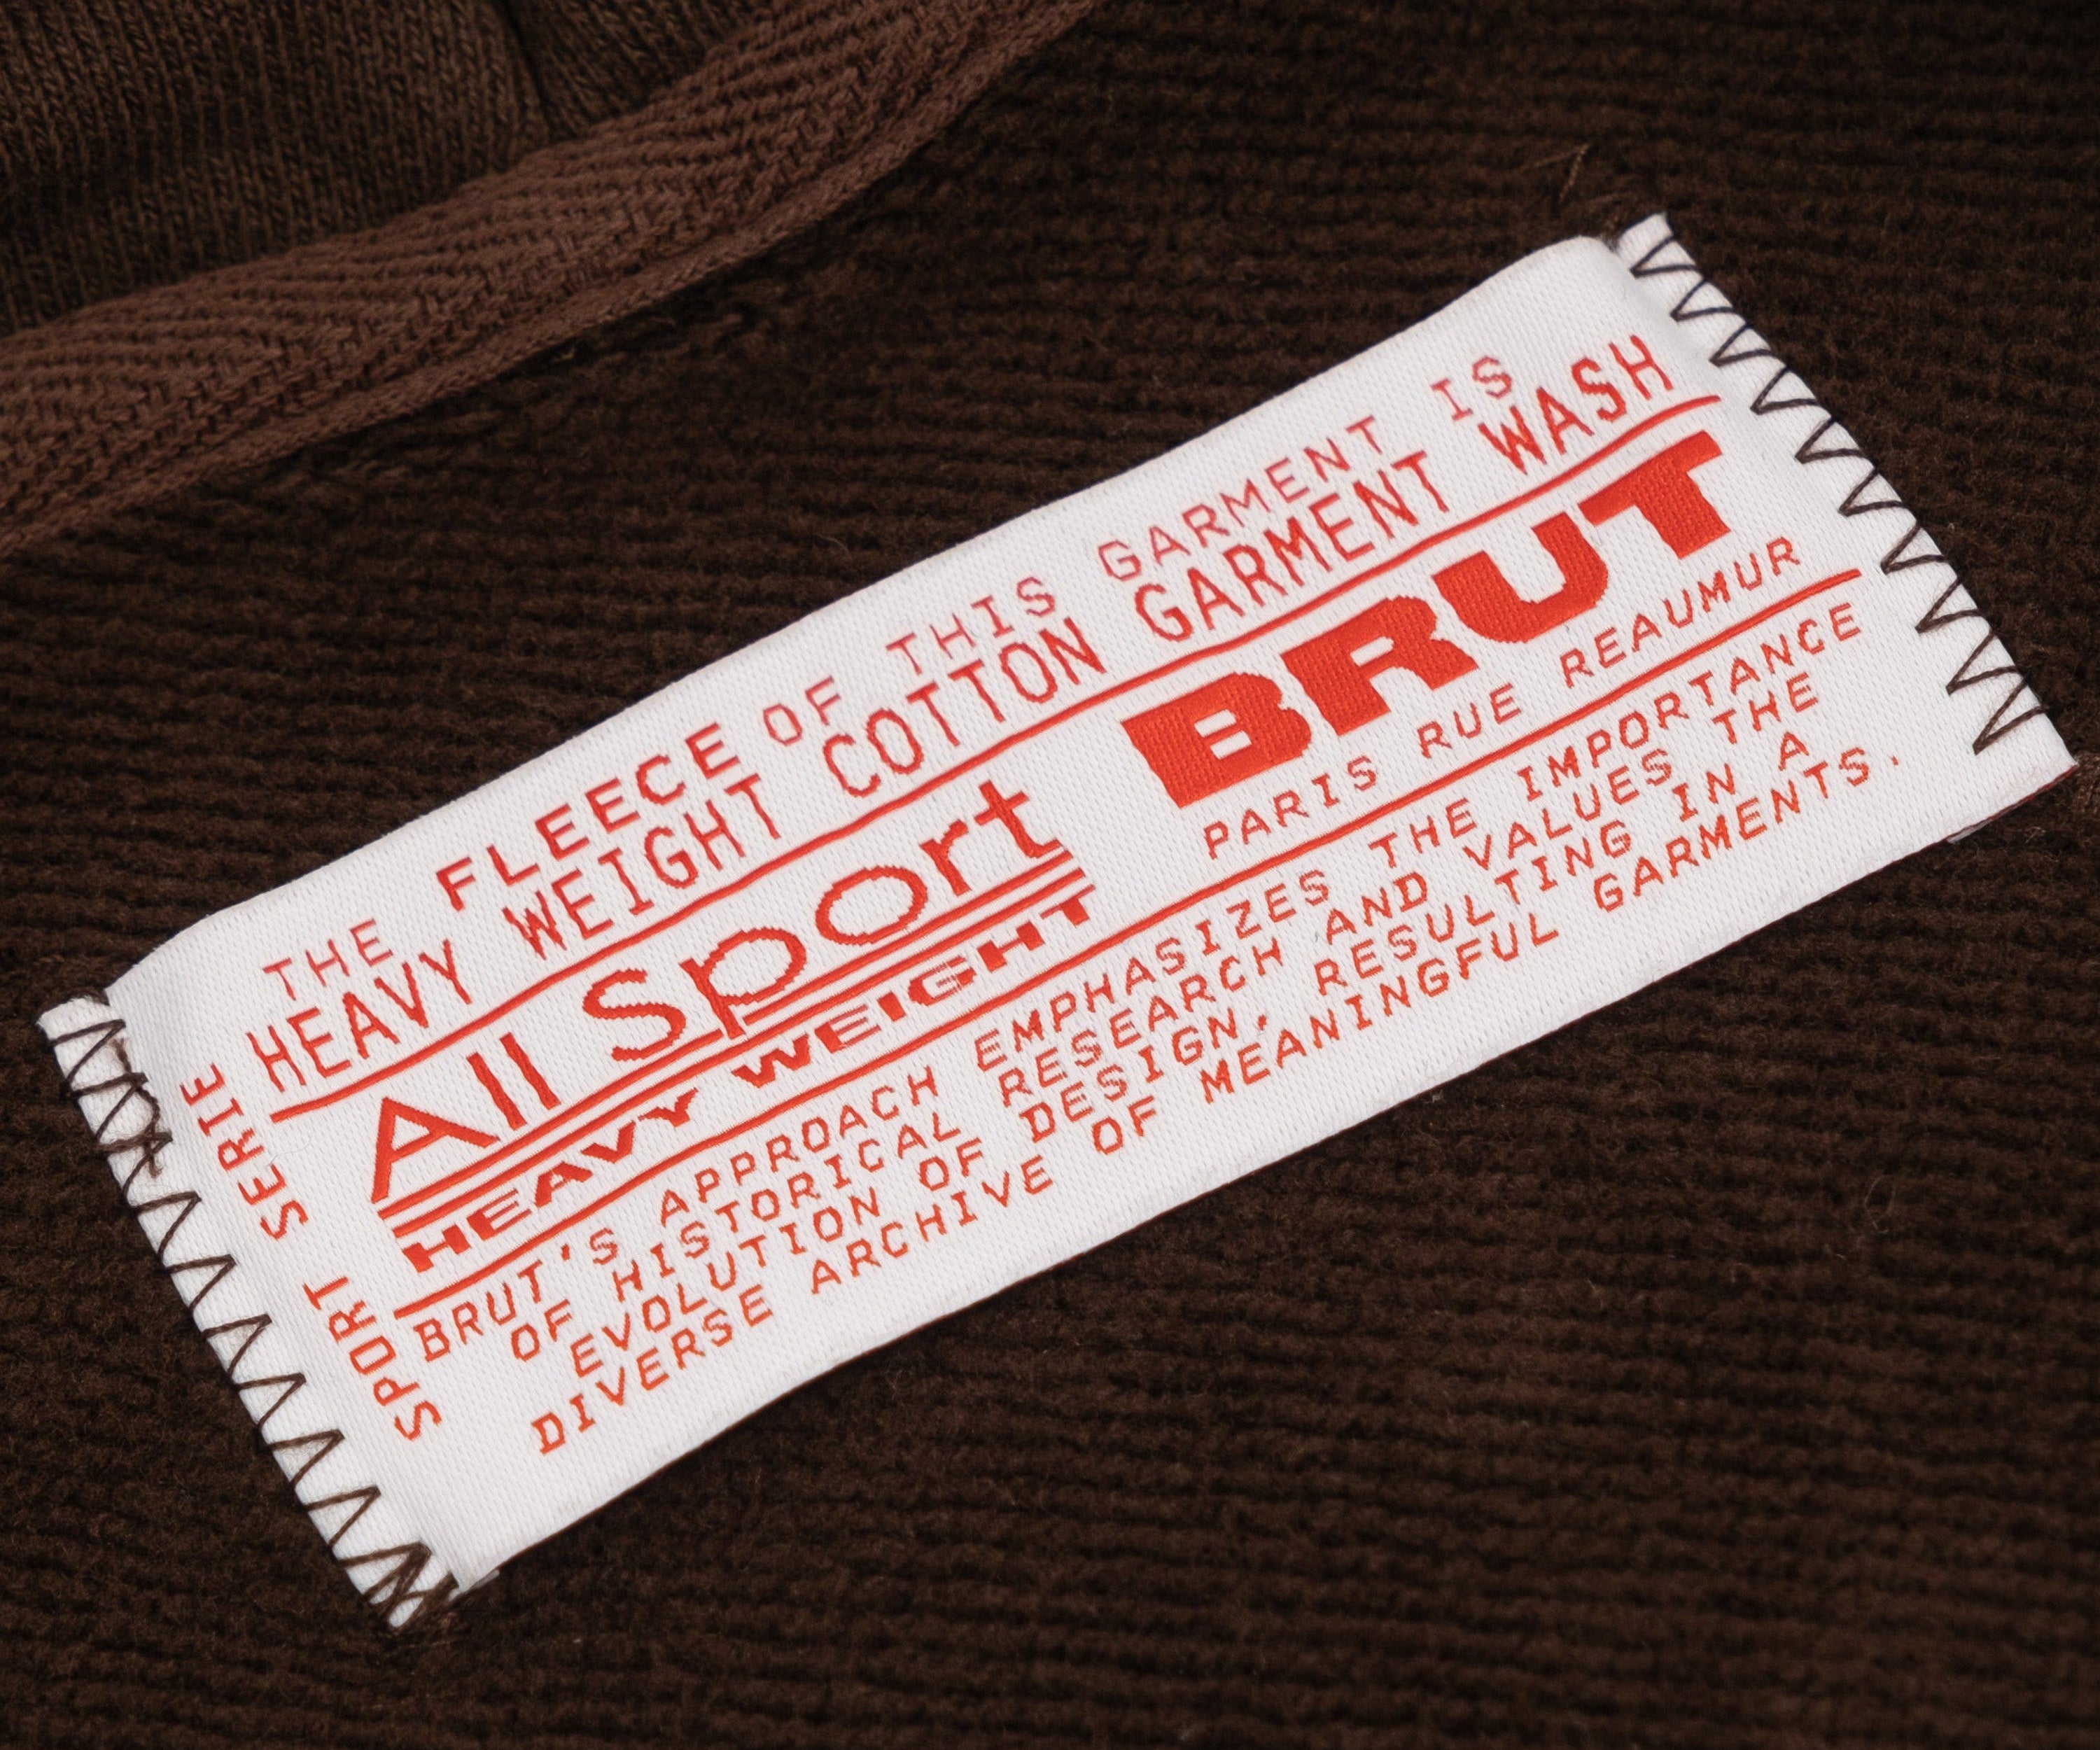 THE FLEECE OF THIS GARMENT IS
HEAVY WEIGHT COTTON GARMENT WASH
All Sport
HEAVY WEIGHT
BRUT
PARIS RUE REAUMUR
BRUT'S APPROACH EMPHASIZES THE IMPORTANCE
OF HISTORICAL RESEARCH AND VALUES THE
EVOLUTION OF DESIGN, RESULTING IN A
DIVERSE ARCHIVE OF MEANINGFUL GARMENTS.
SPORT SERIE